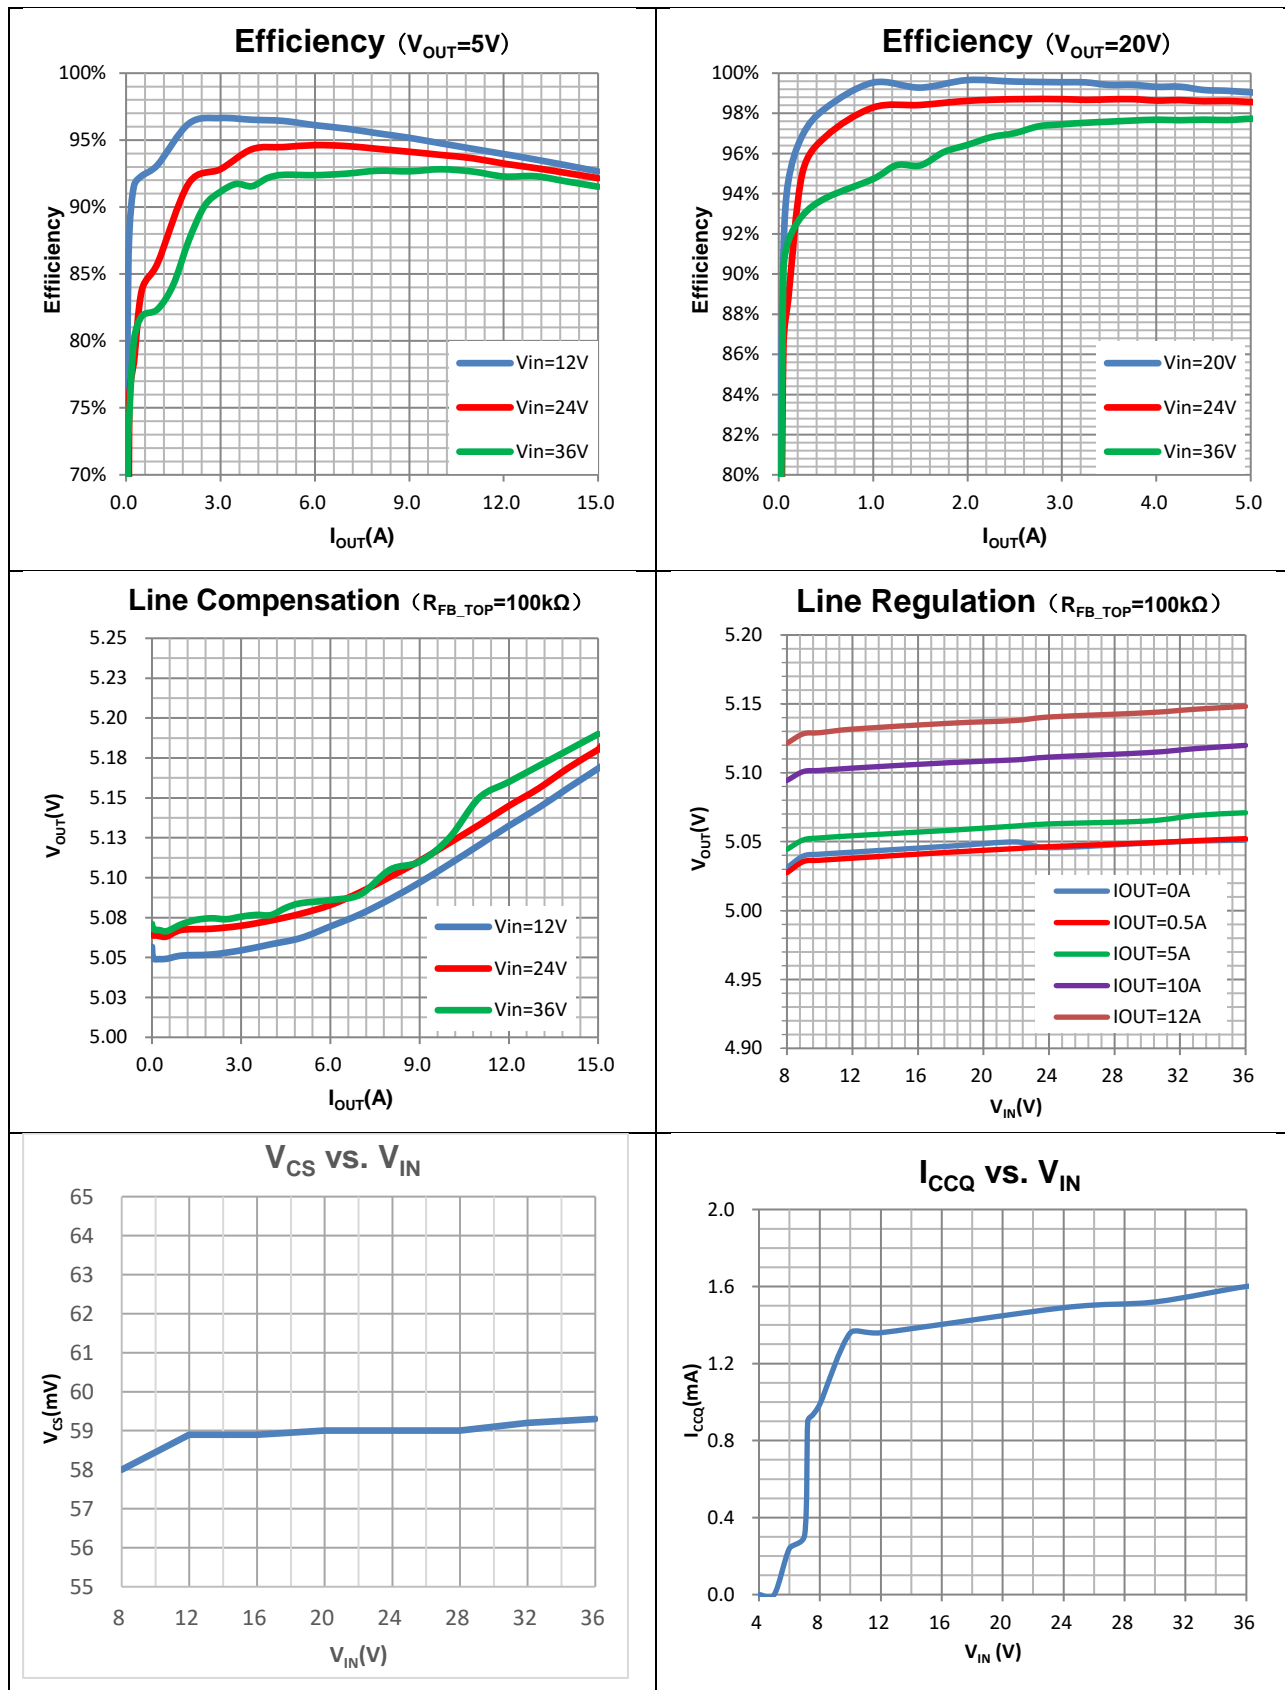 Efficiency （VOUT=5V）
100%
95%
90%
85%
80%
75%
70%
Effiiciency
Vin=12V
Vin=24V
Vin=36V
0.0 3.0 6.0 9.0 12.0 15.0
IOUT(A)
Efficiency （VOUT=20V）
100%
98%
96%
94%
92%
90%
88%
86%
84%
82%
80%
Effiiciency
Vin=20V
Vin=24V
Vin=36V
0.0 1.0 2.0 3.0 4.0 5.0
IOUT(A)
Line Compensation （RFB_TOP=100kΩ）
5.25
5.23
5.20
5.18
5.15
5.13
5.10
5.08
5.05
5.03
5.00
VOUT(V)
Vin=12V
Vin=24V
Vin=36V
0.0 3.0 6.0 9.0 12.0 15.0
IOUT(A)
Line Regulation （RFB_TOP=100kΩ）
5.20
5.15
5.10
5.05
5.00
4.95
4.90
VOUT(V)
IOUT=0A
IOUT=0.5A
IOUT=5A
IOUT=10A
IOUT=12A
8 12 16 20 24 28 32 36
VIN(V)
VCS vs. VIN
65
64
63
62
61
60
59
58
57
56
55
VCS(mV)
8 12 16 20 24 28 32 36
VIN(V)
ICCQ vs. VIN
2.0
1.6
1.2
0.8
0.4
0.0
ICCQ(mA)
4 8 12 16 20 24 28 32 36
VIN (V)